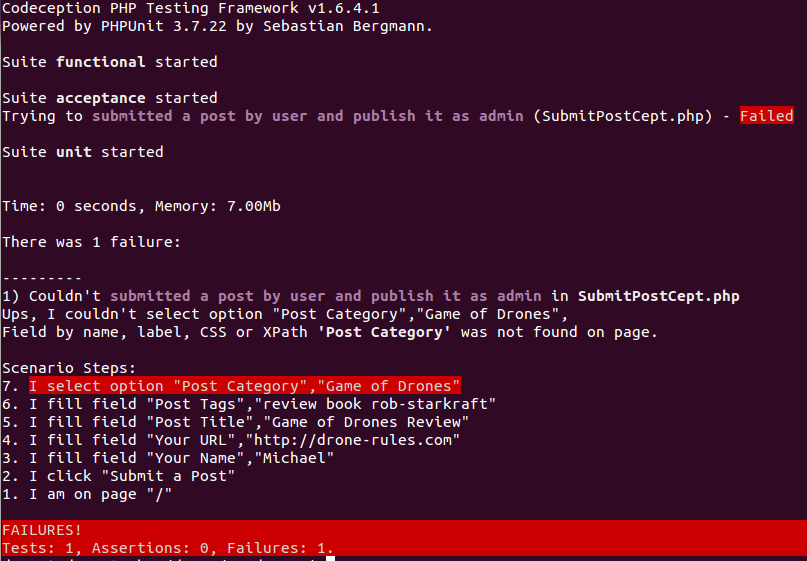 Codeception PHP Testing Framework v1.6.4.1
Powered by PHPUnit 3.7.22 by Sebastian Bergmann.
Suite functional started
Suite acceptance started
Trying to submitted a post by user and publish it as admin (SubmitPostCept.php) - Failed
Suite unit started
Time: 0 seconds, Memory: 7.00Mb
There was 1 failure:
---------
1) Couldn't submitted a post by user and publish it as admin in SubmitPostCept.php
Ups, I couldn't select option "Post Category","Game of Drones",
Field by name, label, CSS or XPath 'Post Category' was not found on page.
Scenario Steps:
7. I select option "Post Category","Game of Drones"
6. I fill field "Post Tags","review book rob-starkraft"
5. I fill field "Post Title","Game of Drones Review"
4. I fill field "Your URL","http://drone-rules.com"
3. I fill field "Your Name","Michael"
2. I click "Submit a Post"
1. I am on page "/"
FAILURES!
Tests: 1, Assertions: 0, Failures: 1.